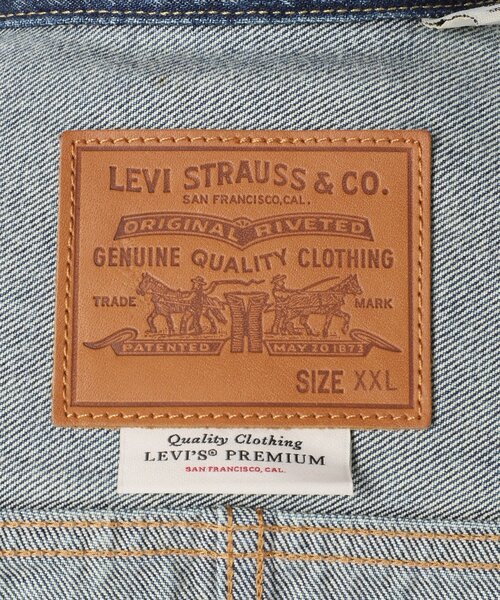 LEVI STRAUSS & CO.
SAN FRANCISCO, CAL.
ORIGINAL RIVETED
GENUINE QUALITY CLOTHING
TRADE MARK
PATENTED MAY 20 1873
SIZE XXL
Quality Clothing
LEVI'S® PREMIUM
SAN FRANCISCO, CAL.